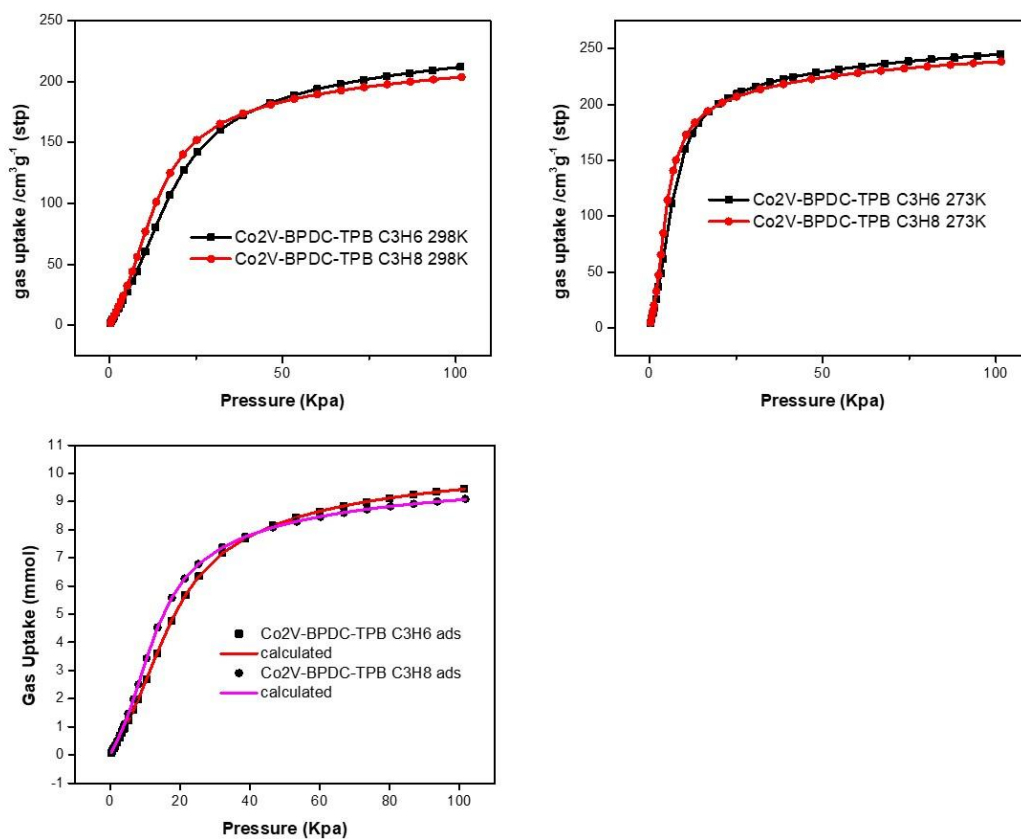 250
200
150
100
50
0
gas uptake /cm³g⁻¹ (stp)
Co2V-BPDC-TPB C3H6 298K
Co2V-BPDC-TPB C3H8 298K
0
50
100
Pressure (Kpa)
250
200
150
100
50
0
gas uptake /cm³g⁻¹ (stp)
Co2V-BPDC-TPB C3H6 273K
Co2V-BPDC-TPB C3H8 273K
0
50
100
Pressure (Kpa)
11
10
9
8
7
6
5
4
3
2
1
0
-1
Gas Uptake (mmol)
Co2V-BPDC-TPB C3H6 ads
calculated
Co2V-BPDC-TPB C3H8 ads
calculated
0
20
40
60
80
100
Pressure (Kpa)